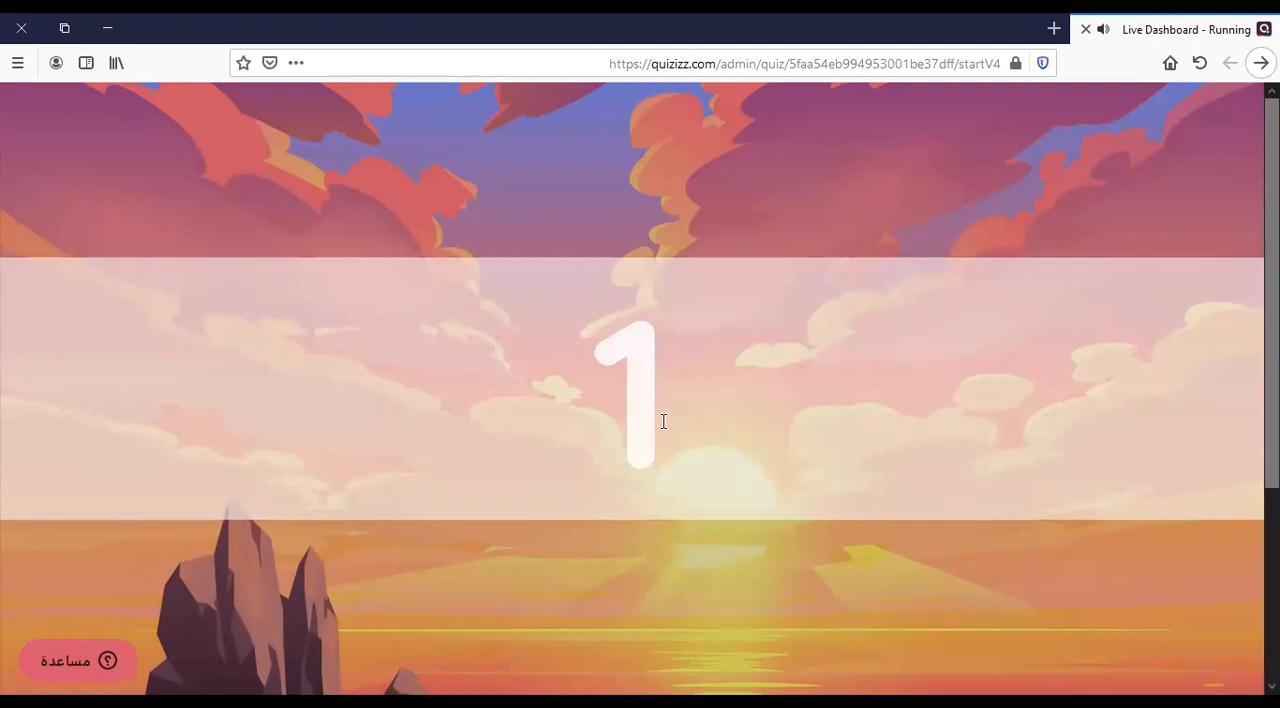 Live Dashboard - Running
https://quizizz.com/admin/quiz/5faa54eb994953001be37dff/startV4
1
مساعدة